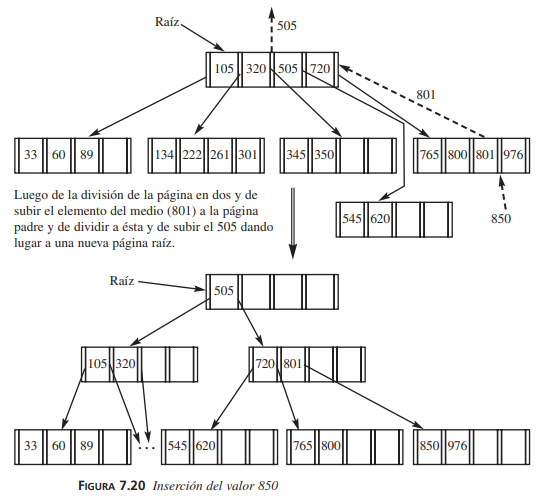 Raíz
505
105 320 505 720
801
33 60 89 134 222 261 301 345 350 765 800 801 976
545 620 850
Luego de la división de la página en dos y de
subir el elemento del medio (801) a la página
padre y de dividir a ésta y de subir el 505 dando
lugar a una nueva página raíz.
Raíz
505
105 320 720 801
33 60 89 ... 545 620 765 800 850 976
FIGURA 7.20 Inserción del valor 850